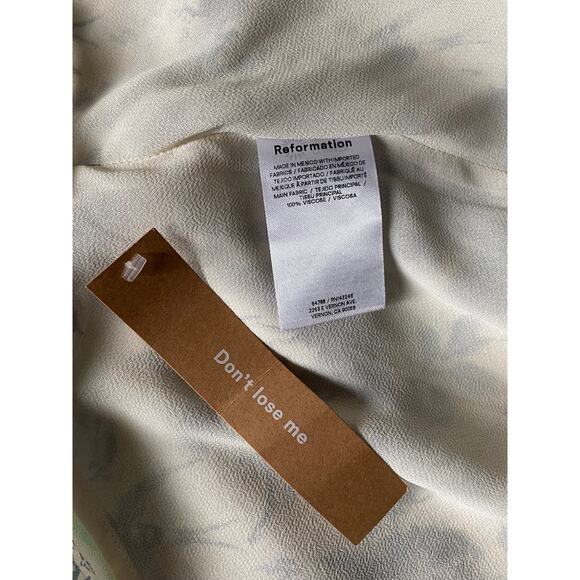 Reformation
MADE IN MEXICO WITH IMPORTED
FABRICS / FABRICADO EN MÉXICO DE
TEJIDO IMPORTADO / FABRIQUÉ AU
MEXIQUE À PARTIR DE TISSU IMPORTÉ
MAIN FABRIC / TEJIDO PRINCIPAL /
TISSU PRINCIPAL
100% VISCOSE / VISCOSA
64788 / RN142246
2263 E VERNON AVE.
VERNON, CA 90058
Don't lose me